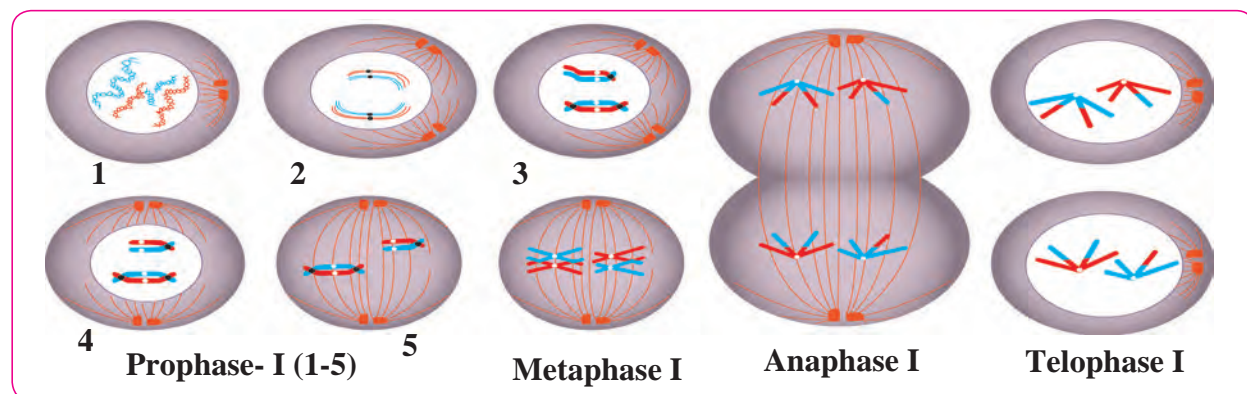 1
2
3
4
5
Prophase- I (1-5)
Metaphase I
Anaphase I
Telophase I